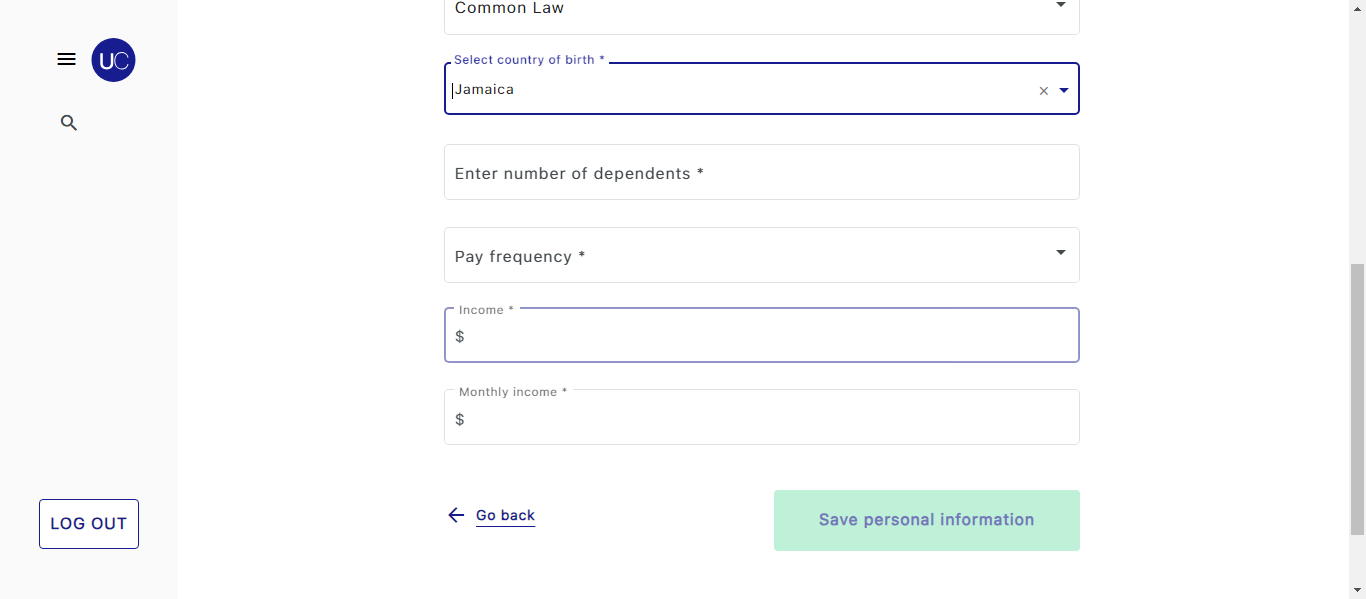 Common Law
UC
Select country of birth *
Jamaica
Enter number of dependents *
Pay frequency *
Income *
$
Monthly income *
$
Go back
Save personal information
LOG OUT